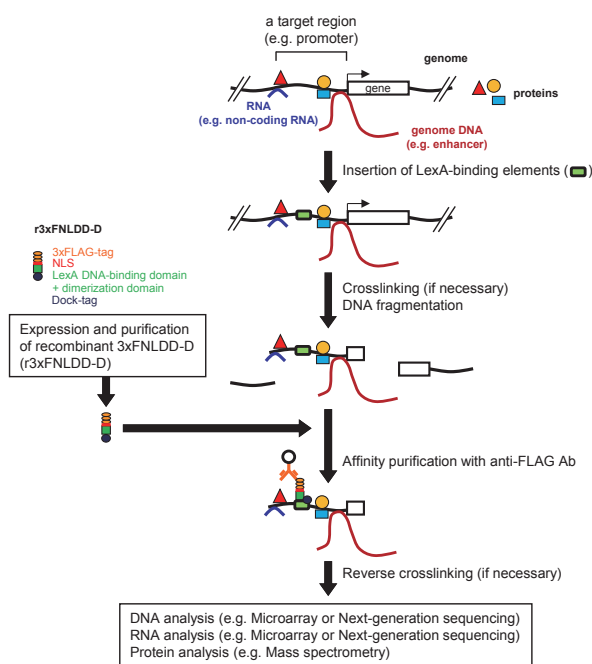 a target region
(e.g. promoter)
genome
gene
proteins
RNA
(e.g. non-coding RNA)
genome DNA
(e.g. enhancer)
Insertion of LexA-binding elements ( )
r3xFNLDD-D
3xFLAG-tag
NLS
LexA DNA-binding domain
+ dimerization domain
Dock-tag
Crosslinking (if necessary)
DNA fragmentation
Expression and purification
of recombinant 3xFNLDD-D
(r3xFNLDD-D)
Affinity purification with anti-FLAG Ab
Reverse crosslinking (if necessary)
DNA analysis (e.g. Microarray or Next-generation sequencing)
RNA analysis (e.g. Microarray or Next-generation sequencing)
Protein analysis (e.g. Mass spectrometry)